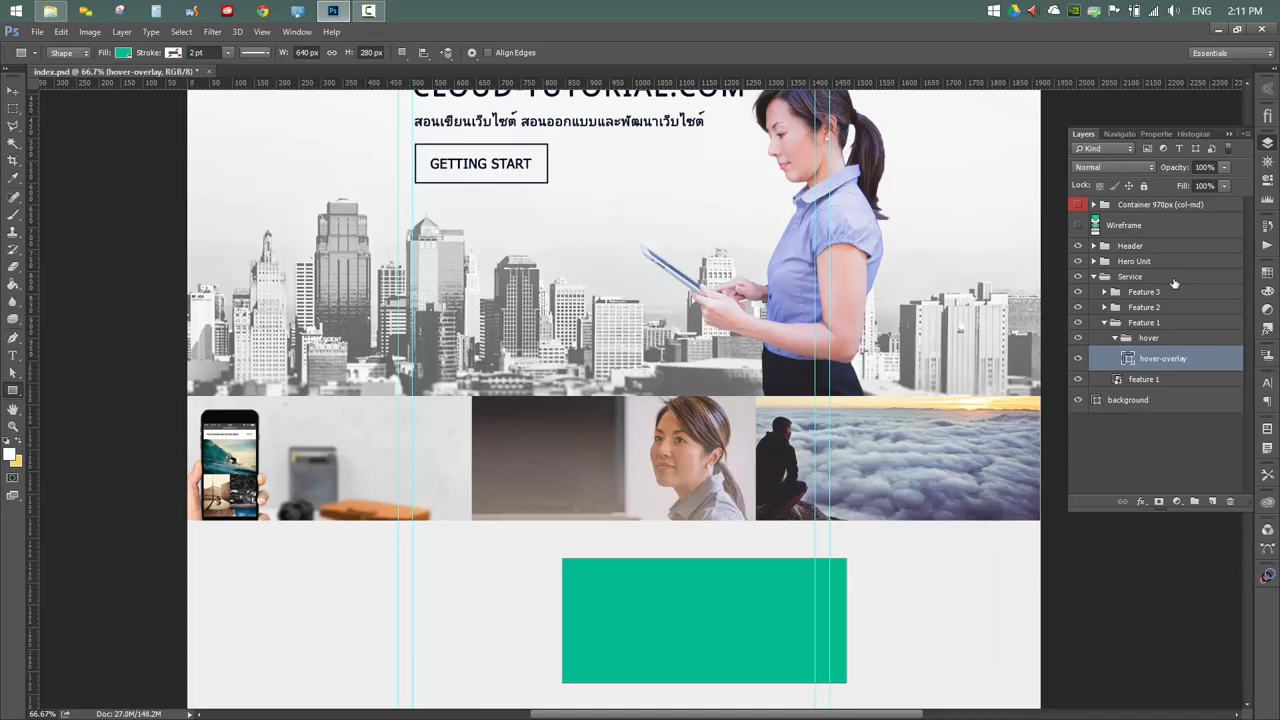 ENG 2:11 PM
Ps File Edit Image Layer Type Select Filter 3D View Window Help
Shape Fill: Stroke: 2 pt W: 640 px H: 280 px Align Edges Essentials
index.psd @ 66.7% (hover-overlay, RGB/8) *
CLOUD TUTORIAL.COM
สอนเขียนเว็บไซต์ สอนออกแบบและพัฒนาเว็บไซต์
GETTING START
Layers Navigato Propertie Histogran
Kind
Normal Opacity: 100%
Lock: Fill: 100%
Container 970px (col-md)
Wireframe
Header
Hero Unit
Service
Feature 3
Feature 2
Feature 1
hover
hover-overlay
feature 1
background
66.67% Doc: 27.0M/148.2M